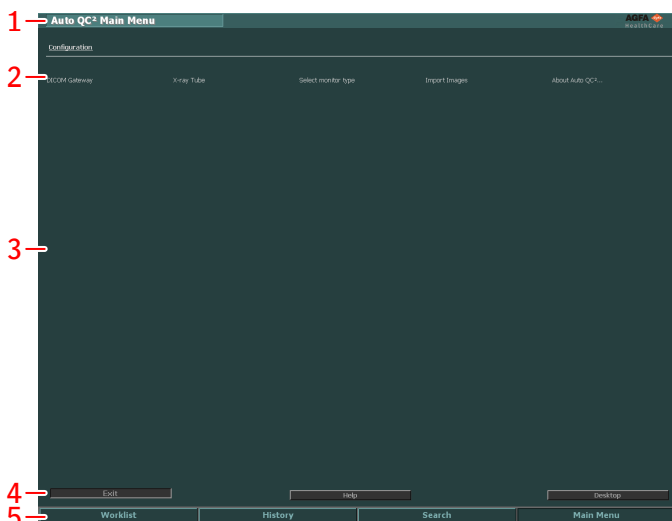 1 Auto QC² Main Menu AGFA
HealthCare
Configuration
2 DICOM Gateway X-ray Tube Select monitor type Import Images About Auto QC²...
3
4 Exit Help Desktop
5 Worklist History Search Main Menu